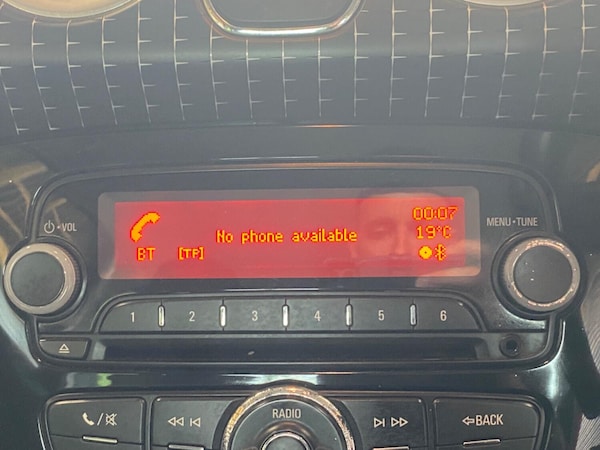 00:07
⏻•VOL
No phone available
19°C
MENU•TUNE
BT
[TP]
1 2 3 4 5 6
RADIO
BACK